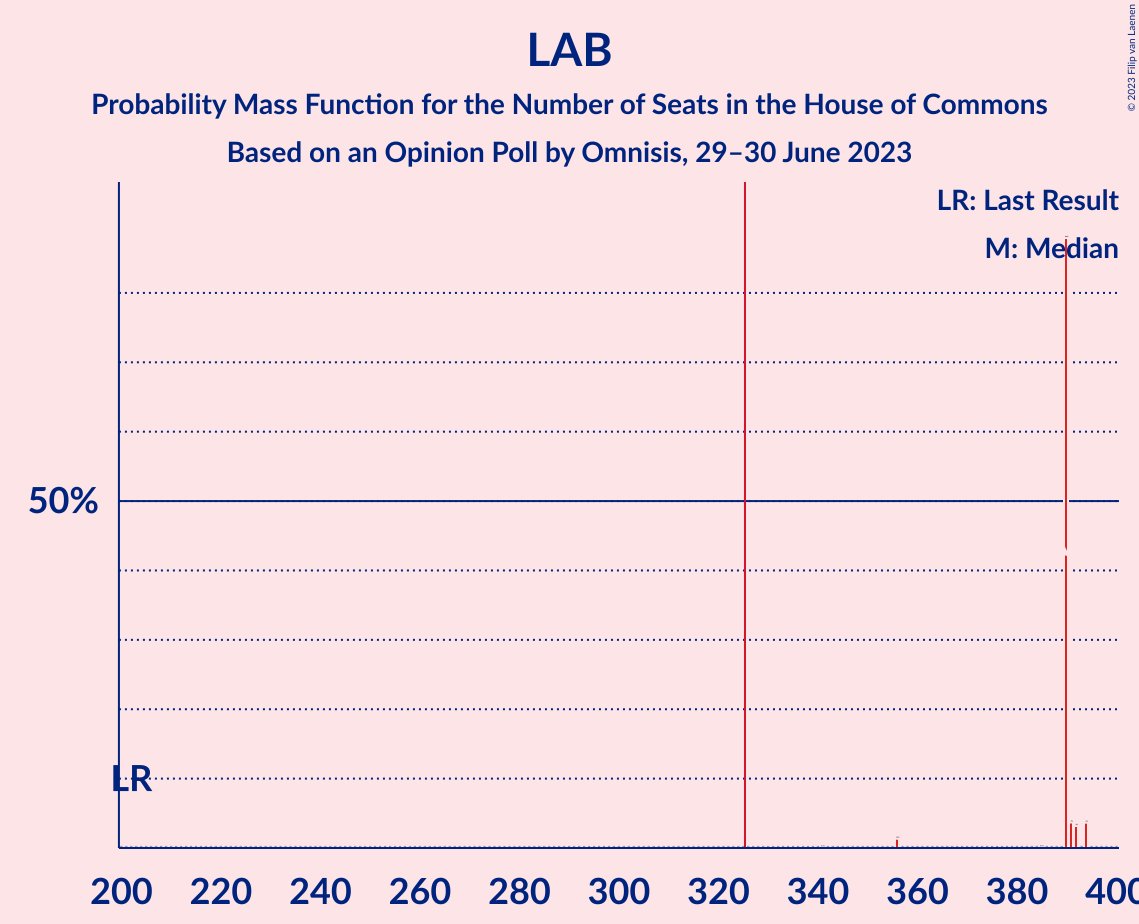 LAB
Probability Mass Function for the Number of Seats in the House of Commons
Based on an Opinion Poll by Omnisis, 29–30 June 2023
© 2023 Filip van Laenen
LR: Last Result
M: Median
50%
LR
200 220 240 260 280 300 320 340 360 380 400